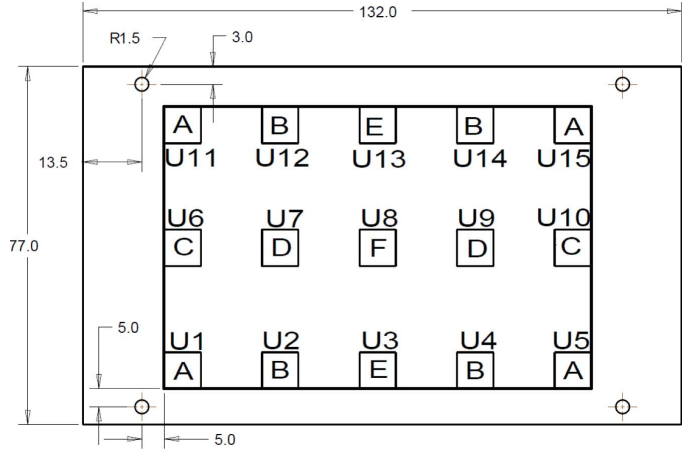 132.0
R1.5 3.0
A B E B A
U11 U12 U13 U14 U15
13.5
U6 U7 U8 U9 U10
C D F D C
77.0
5.0
U1 U2 U3 U4 U5
A B E B A
5.0